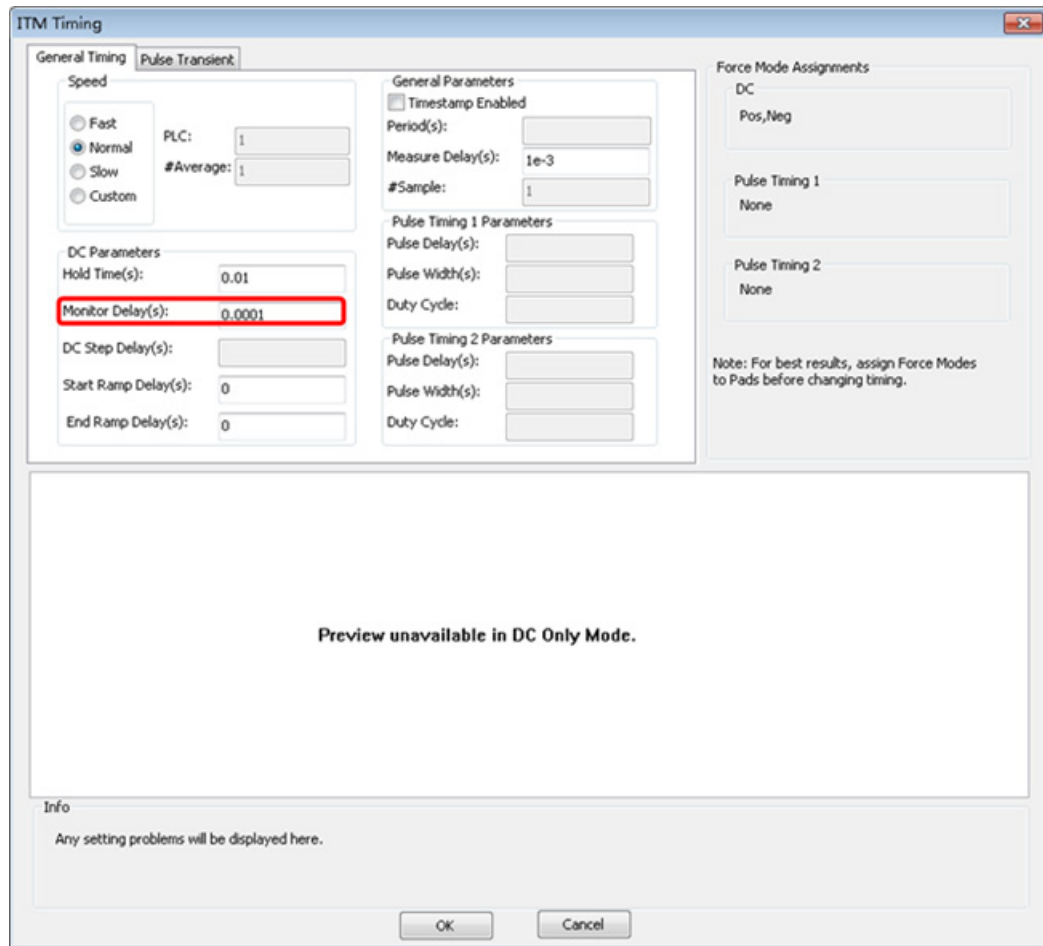 ITM Timing
General Timing
Pulse Transient
Speed
Fast
Normal
Slow
Custom
PLC:
1
#Average:
1
DC Parameters
Hold Time(s):
0.01
Monitor Delay(s):
0.0001
DC Step Delay(s):
Start Ramp Delay(s):
0
End Ramp Delay(s):
0
General Parameters
Timestamp Enabled
Period(s):
Measure Delay(s):
1e-3
#Sample:
1
Pulse Timing 1 Parameters
Pulse Delay(s):
Pulse Width(s):
Duty Cycle:
Pulse Timing 2 Parameters
Pulse Delay(s):
Pulse Width(s):
Duty Cycle:
Force Mode Assignments
DC
Pos,Neg
Pulse Timing 1
None
Pulse Timing 2
None
Note: For best results, assign Force Modes
to Pads before changing timing.
Preview unavailable in DC Only Mode.
Info
Any setting problems will be displayed here.
OK
Cancel